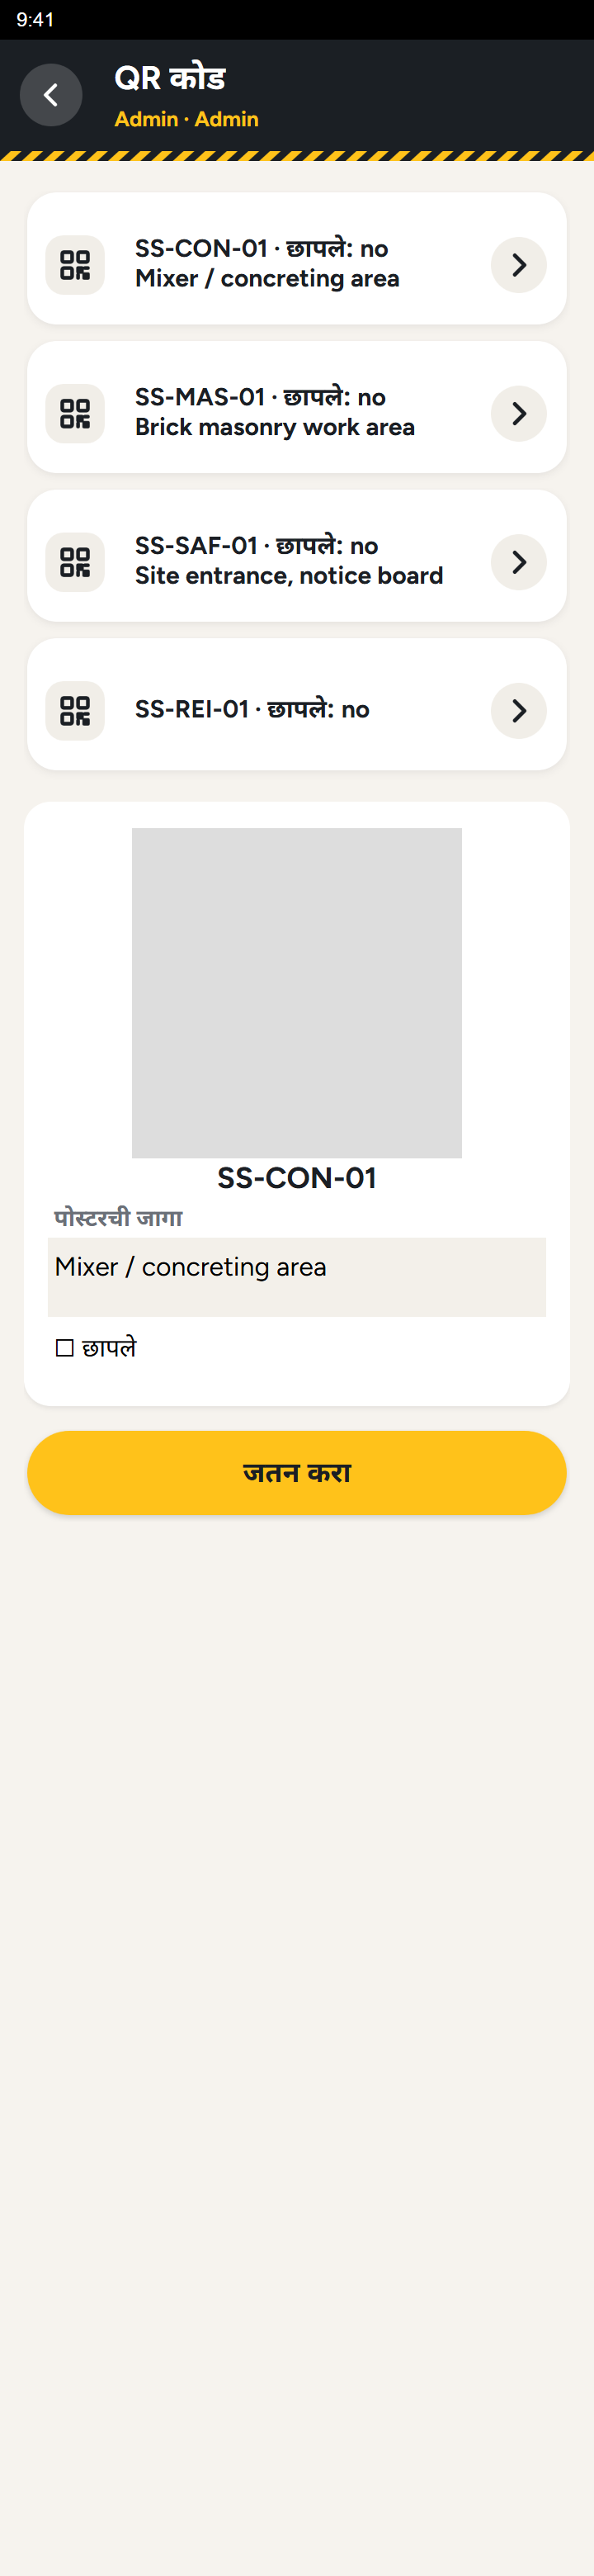 9:41
QR कोड
Admin · Admin
SS-CON-01 · छापले: no
Mixer / concreting area
SS-MAS-01 · छापले: no
Brick masonry work area
SS-SAF-01 · छापले: no
Site entrance, notice board
SS-REI-01 · छापले: no
SS-CON-01
पोस्टरची जागा
Mixer / concreting area
☐ छापले
जतन करा